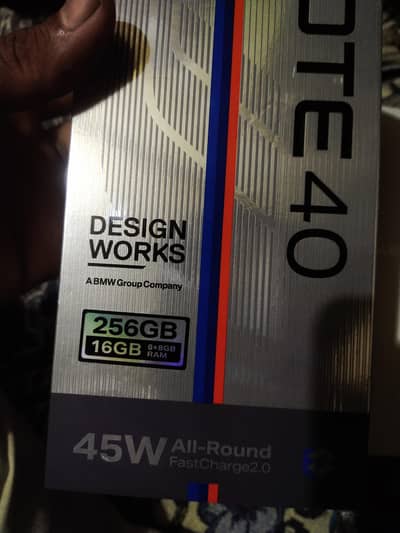 OTE 40
DESIGN
WORKS
A BMW Group Company
256GB
16GB 8+8GB
RAM
45W All-Round
FastCharge2.0